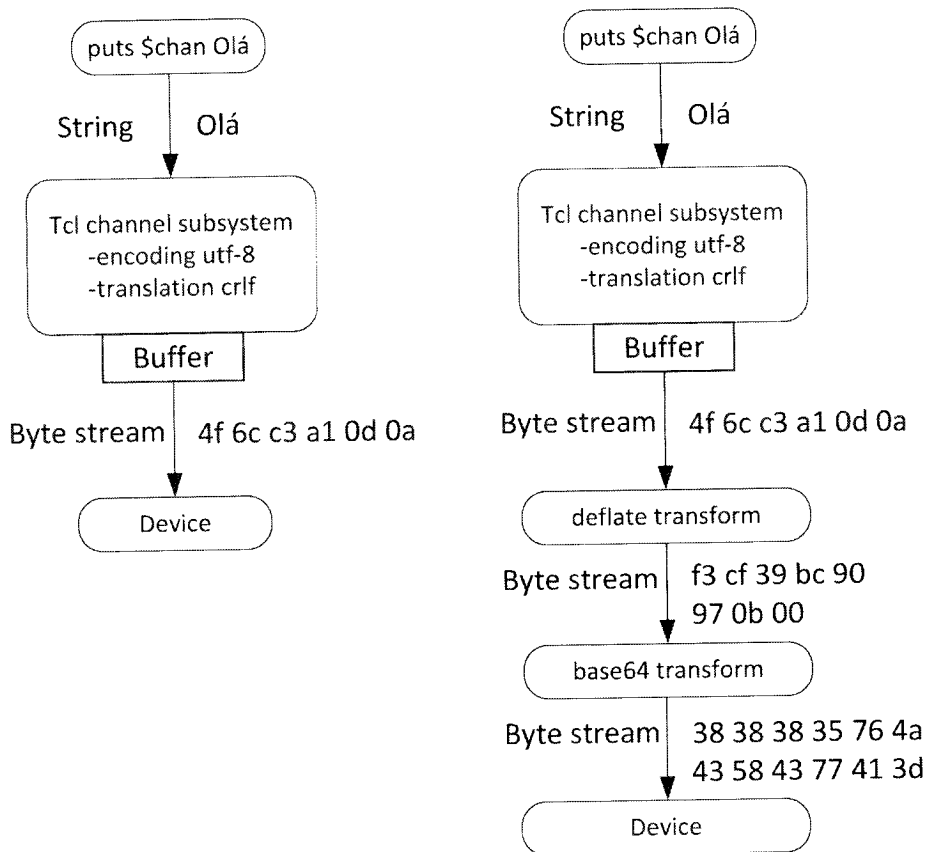 puts $chan Olá
String
Olá
Tcl channel subsystem
-encoding utf-8
-translation crlf
Buffer
Byte stream
4f 6c c3 a1 0d 0a
Device
puts $chan Olá
String
Olá
Tcl channel subsystem
-encoding utf-8
-translation crlf
Buffer
Byte stream
4f 6c c3 a1 0d 0a
deflate transform
Byte stream
f3 cf 39 bc 90
97 0b 00
base64 transform
Byte stream
38 38 38 35 76 4a
43 58 43 77 41 3d
Device